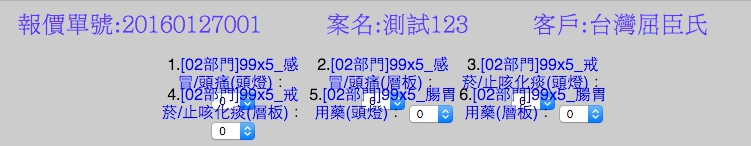 報價單號:20160127001 案名:測試123 客戶:台灣屈臣氏
1.[02部門]99x5_感 2.[02部門]99x5_感 3.[02部門]99x5_戒
冒/頭痛(頭燈)： 冒/頭痛(層板)： 菸/止咳化痰(頭燈)：
0 0 0
4.[02部門]99x5_戒 5.[02部門]99x5_腸胃 6.[02部門]99x5_腸胃
菸/止咳化痰(層板)： 用藥(頭燈)： 0 用藥(層板)： 0
0